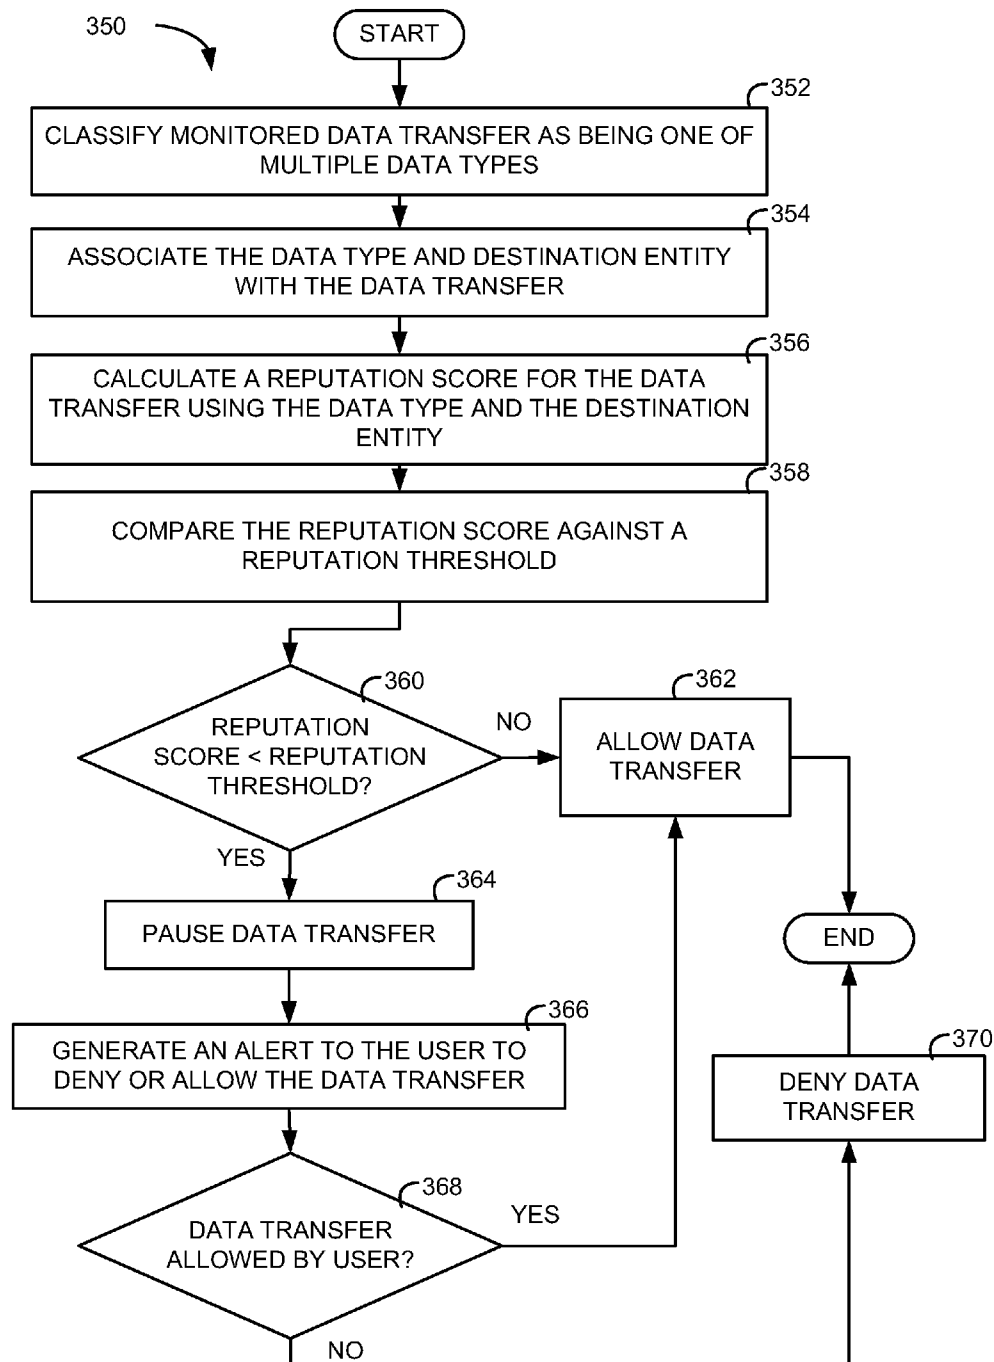 350
START
352
CLASSIFY MONITORED DATA TRANSFER AS BEING ONE OF
MULTIPLE DATA TYPES
354
ASSOCIATE THE DATA TYPE AND DESTINATION ENTITY
WITH THE DATA TRANSFER
356
CALCULATE A REPUTATION SCORE FOR THE DATA
TRANSFER USING THE DATA TYPE AND THE DESTINATION
ENTITY
358
COMPARE THE REPUTATION SCORE AGAINST A
REPUTATION THRESHOLD
360
REPUTATION
SCORE < REPUTATION
THRESHOLD?
NO
362
ALLOW DATA
TRANSFER
YES
364
PAUSE DATA TRANSFER
END
366
GENERATE AN ALERT TO THE USER TO
DENY OR ALLOW THE DATA TRANSFER
370
DENY DATA
TRANSFER
368
DATA TRANSFER
ALLOWED BY USER?
YES
NO